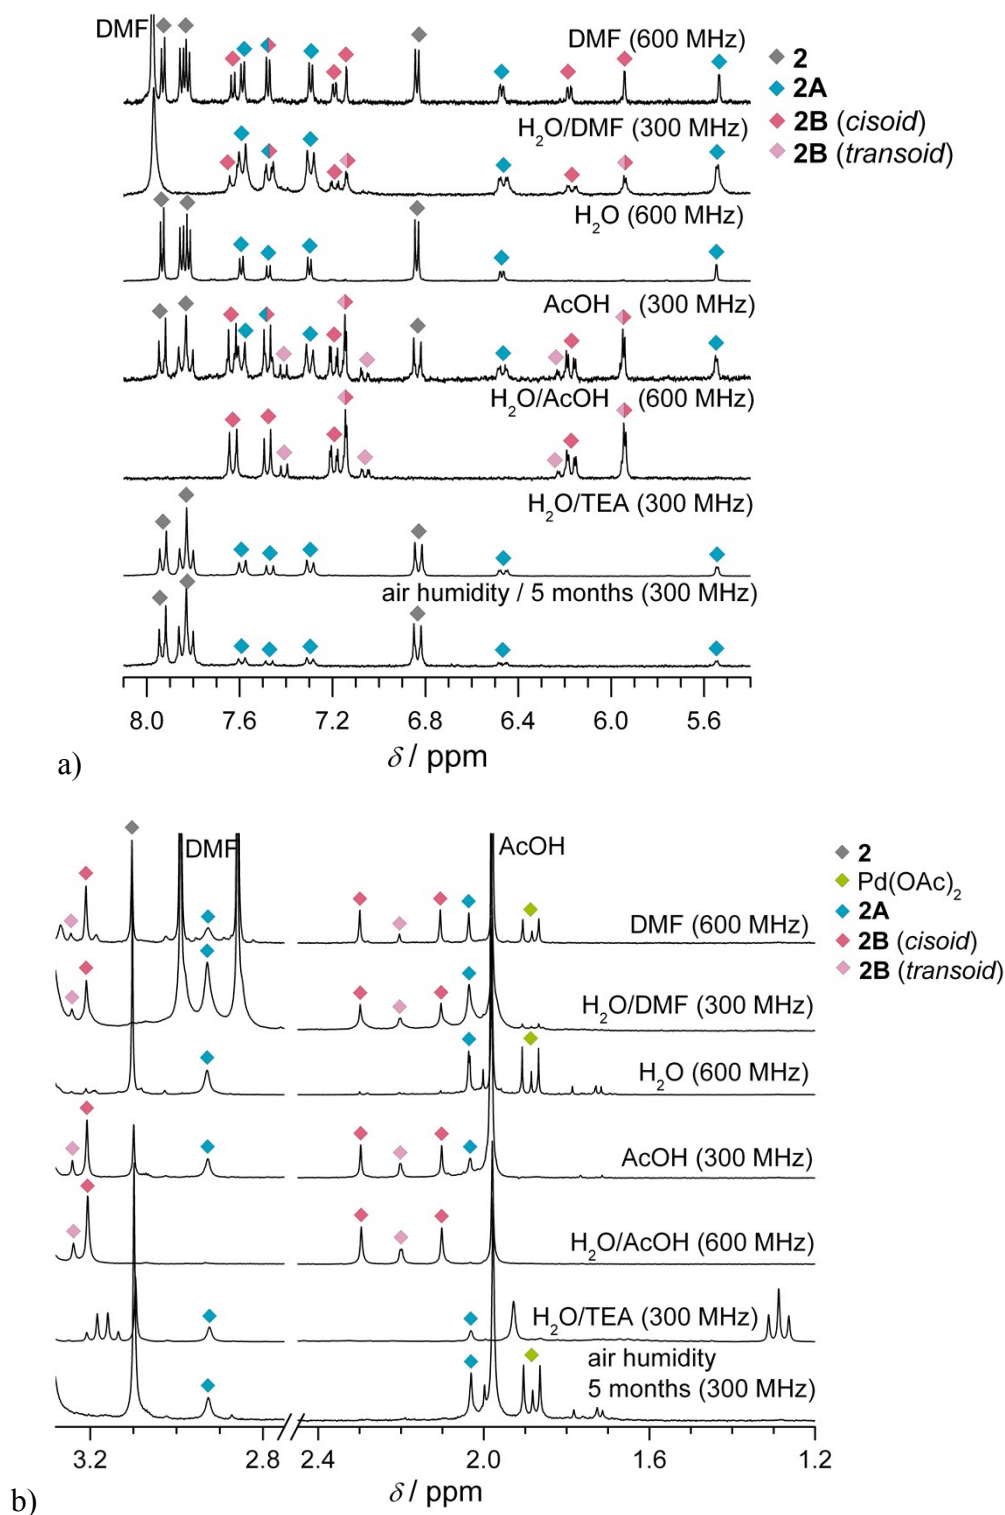 DMF
DMF (600 MHz)
2
2A
2B (cisoid)
2B (transoid)
H2O/DMF (300 MHz)
H2O (600 MHz)
AcOH (300 MHz)
H2O/AcOH (600 MHz)
H2O/TEA (300 MHz)
air humidity / 5 months (300 MHz)
8.0 7.6 7.2 6.8 6.4 6.0 5.6
δ / ppm
a)
DMF
AcOH
2
Pd(OAc)2
2A
2B (cisoid)
2B (transoid)
DMF (600 MHz)
H2O/DMF (300 MHz)
H2O (600 MHz)
AcOH (300 MHz)
H2O/AcOH (600 MHz)
H2O/TEA (300 MHz)
air humidity
5 months (300 MHz)
3.2 2.8 2.4 2.0 1.6 1.2
δ / ppm
b)